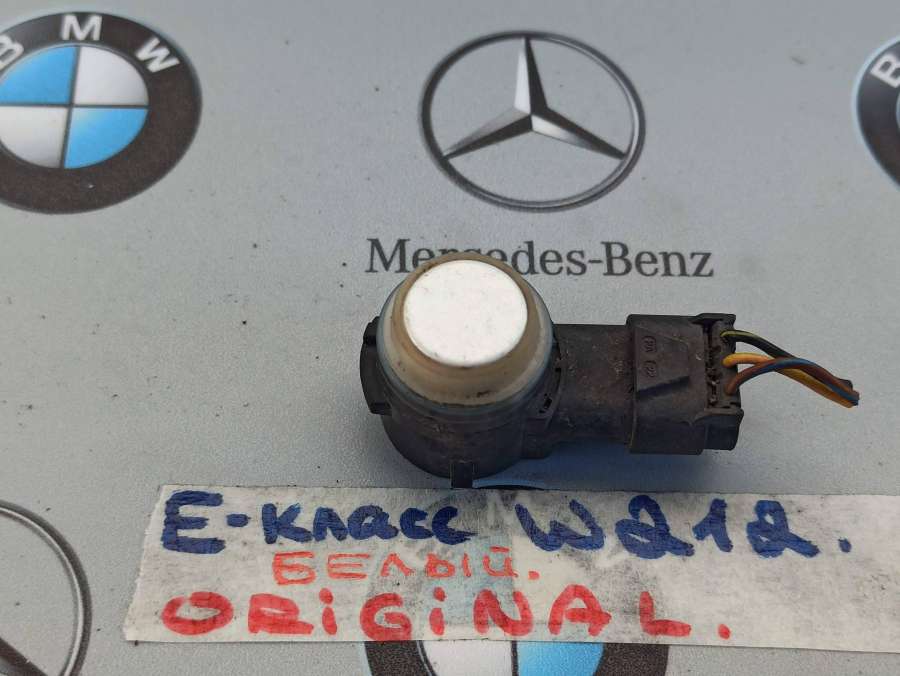 BMW
B
Mercedes-Benz
E-класс W212.
БЕЛЫЙ.
ORiGiNAL.